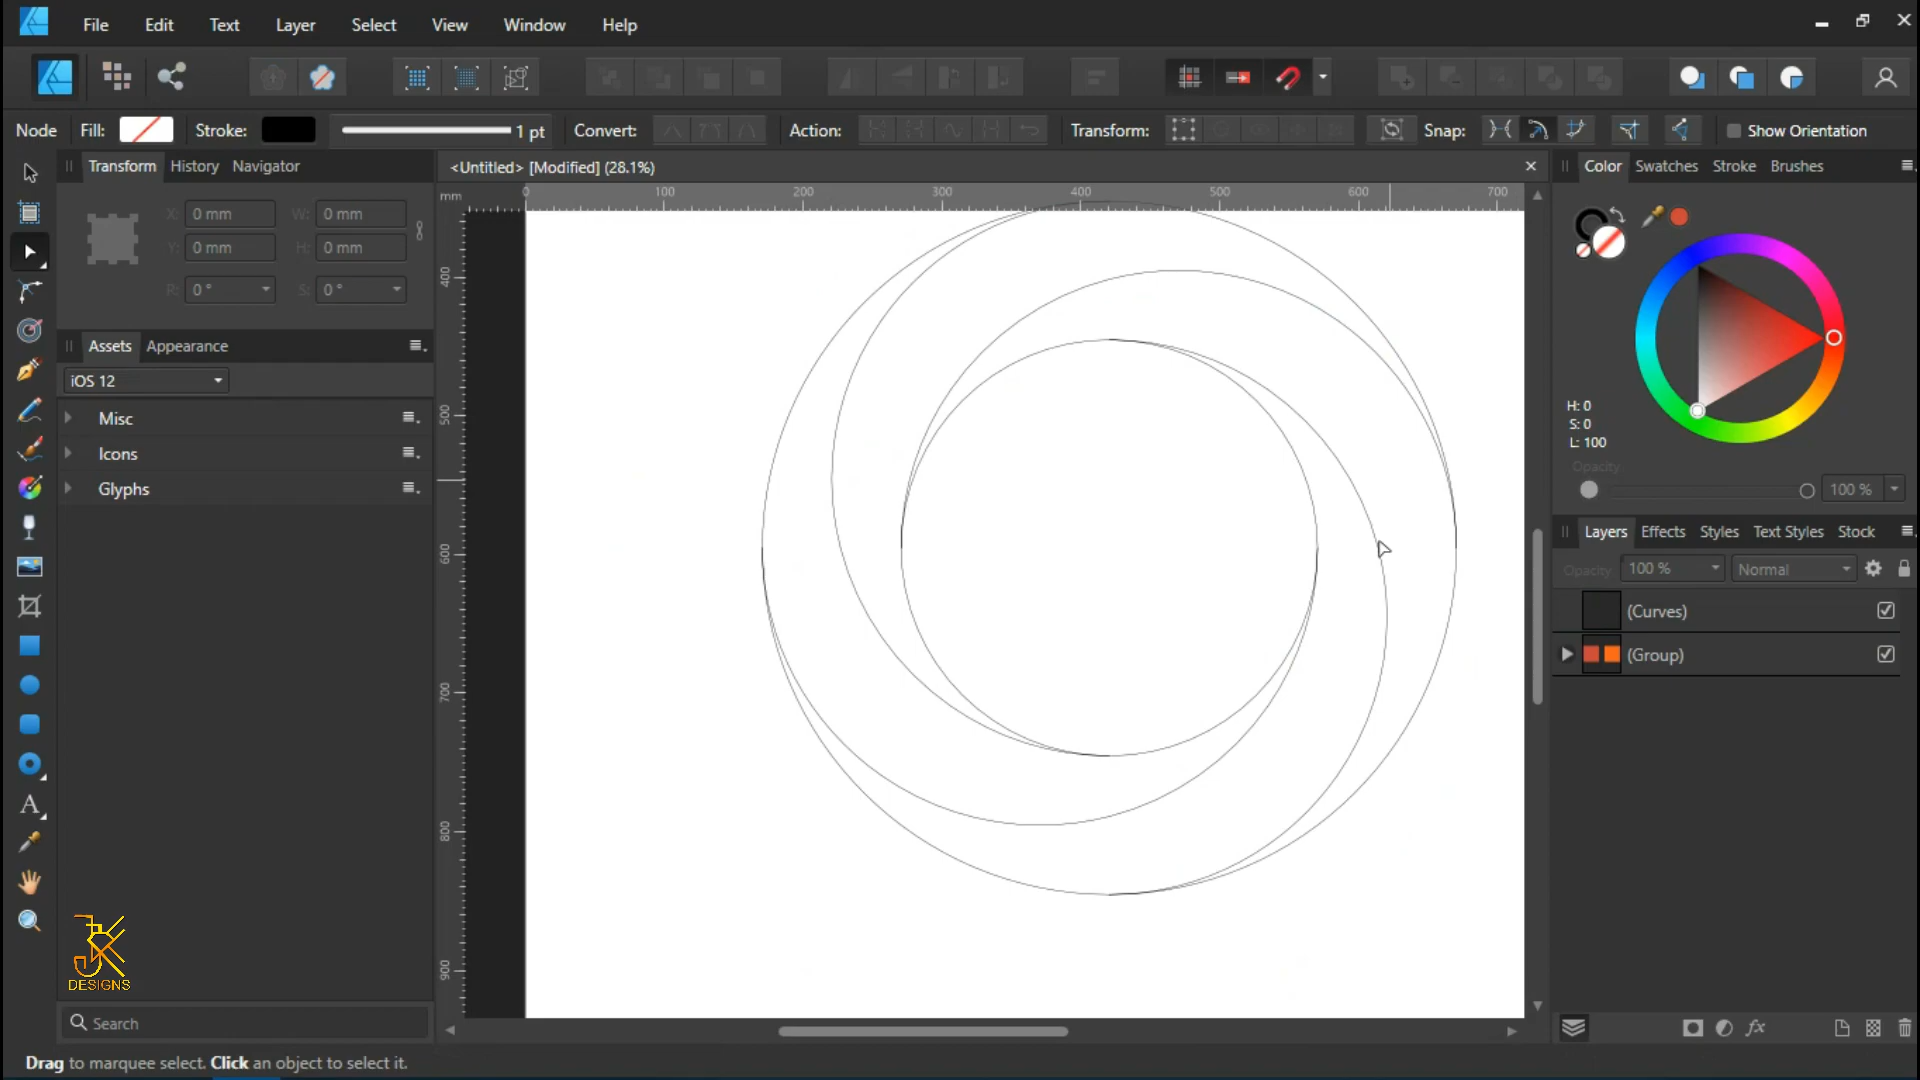 File Edit Text Layer Select View Window Help
Node Fill: Stroke: 1 pt Convert: Action: Transform: Snap: Show Orientation
Transform History Navigator
<Untitled> [Modified] (28.1%)
Color Swatches Stroke Brushes
mm 0 100 200 300 400 500 600 700
X: 0 mm W: 0 mm
Y: 0 mm H: 0 mm
R: 0 ° S: 0 °
400
500
600
700
800
900
Assets Appearance
iOS 12
Misc
Icons
Glyphs
H: 0
S: 0
L: 100
Opacity
100 %
Layers Effects Styles Text Styles Stock
Opacity 100 % Normal
(Curves)
(Group)
JK
DESIGNS
Search
Drag to marquee select. Click an object to select it.